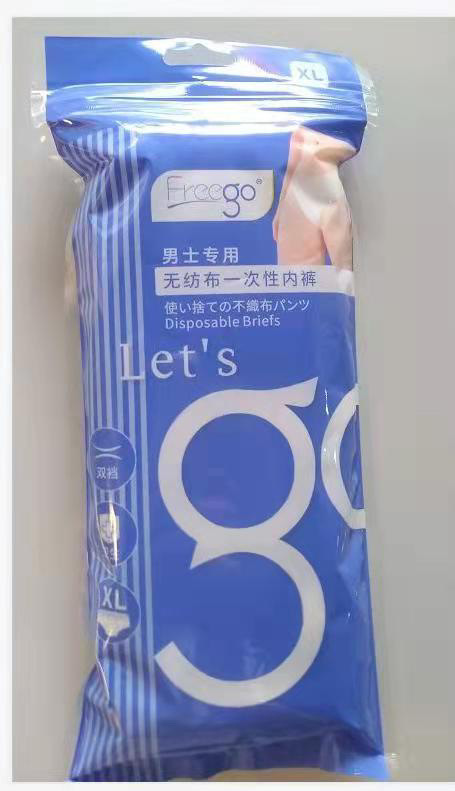 XL
Freego®
男士专用
无纺布一次性内裤
使い捨ての不織布パンツ
Disposable Briefs
Let's
go
双裆
XL